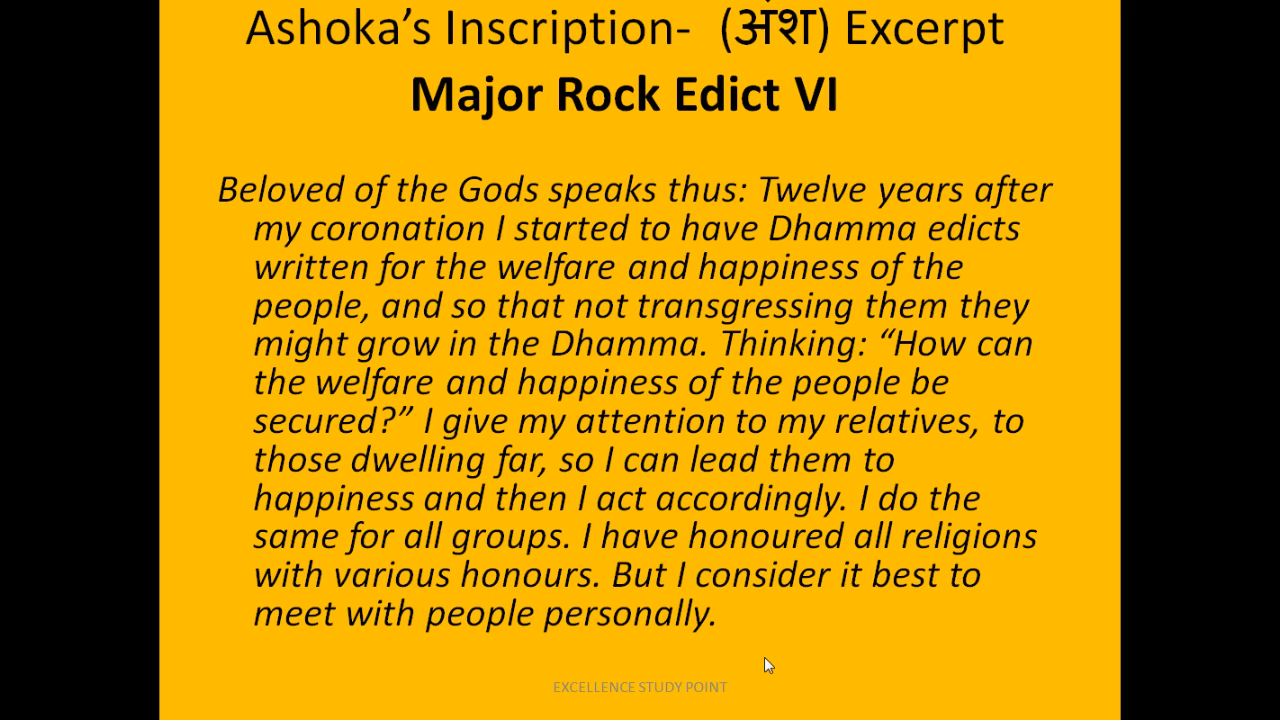 Ashoka's Inscription- (अंश) Excerpt
Major Rock Edict VI
Beloved of the Gods speaks thus: Twelve years after
my coronation I started to have Dhamma edicts
written for the welfare and happiness of the
people, and so that not transgressing them they
might grow in the Dhamma. Thinking: “How can
the welfare and happiness of the people be
secured?” I give my attention to my relatives, to
those dwelling far, so I can lead them to
happiness and then I act accordingly. I do the
same for all groups. I have honoured all religions
with various honours. But I consider it best to
meet with people personally.
EXCELLENCE STUDY POINT